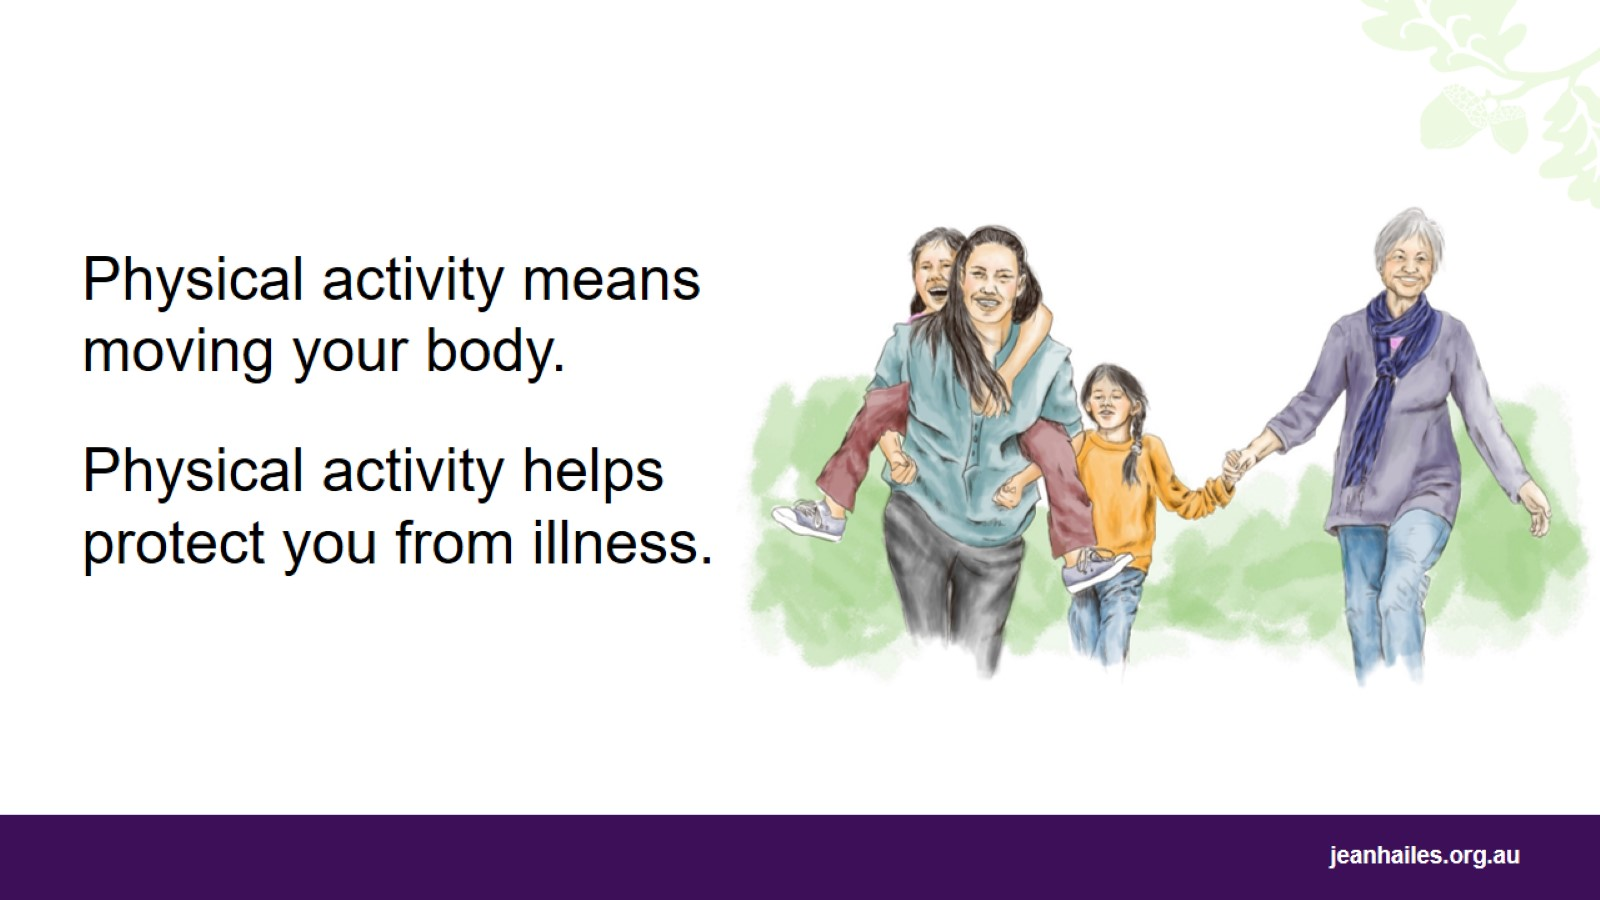 Physical activity means
moving your body.
Physical activity helps
protect you from illness.
jeanhailes.org.au